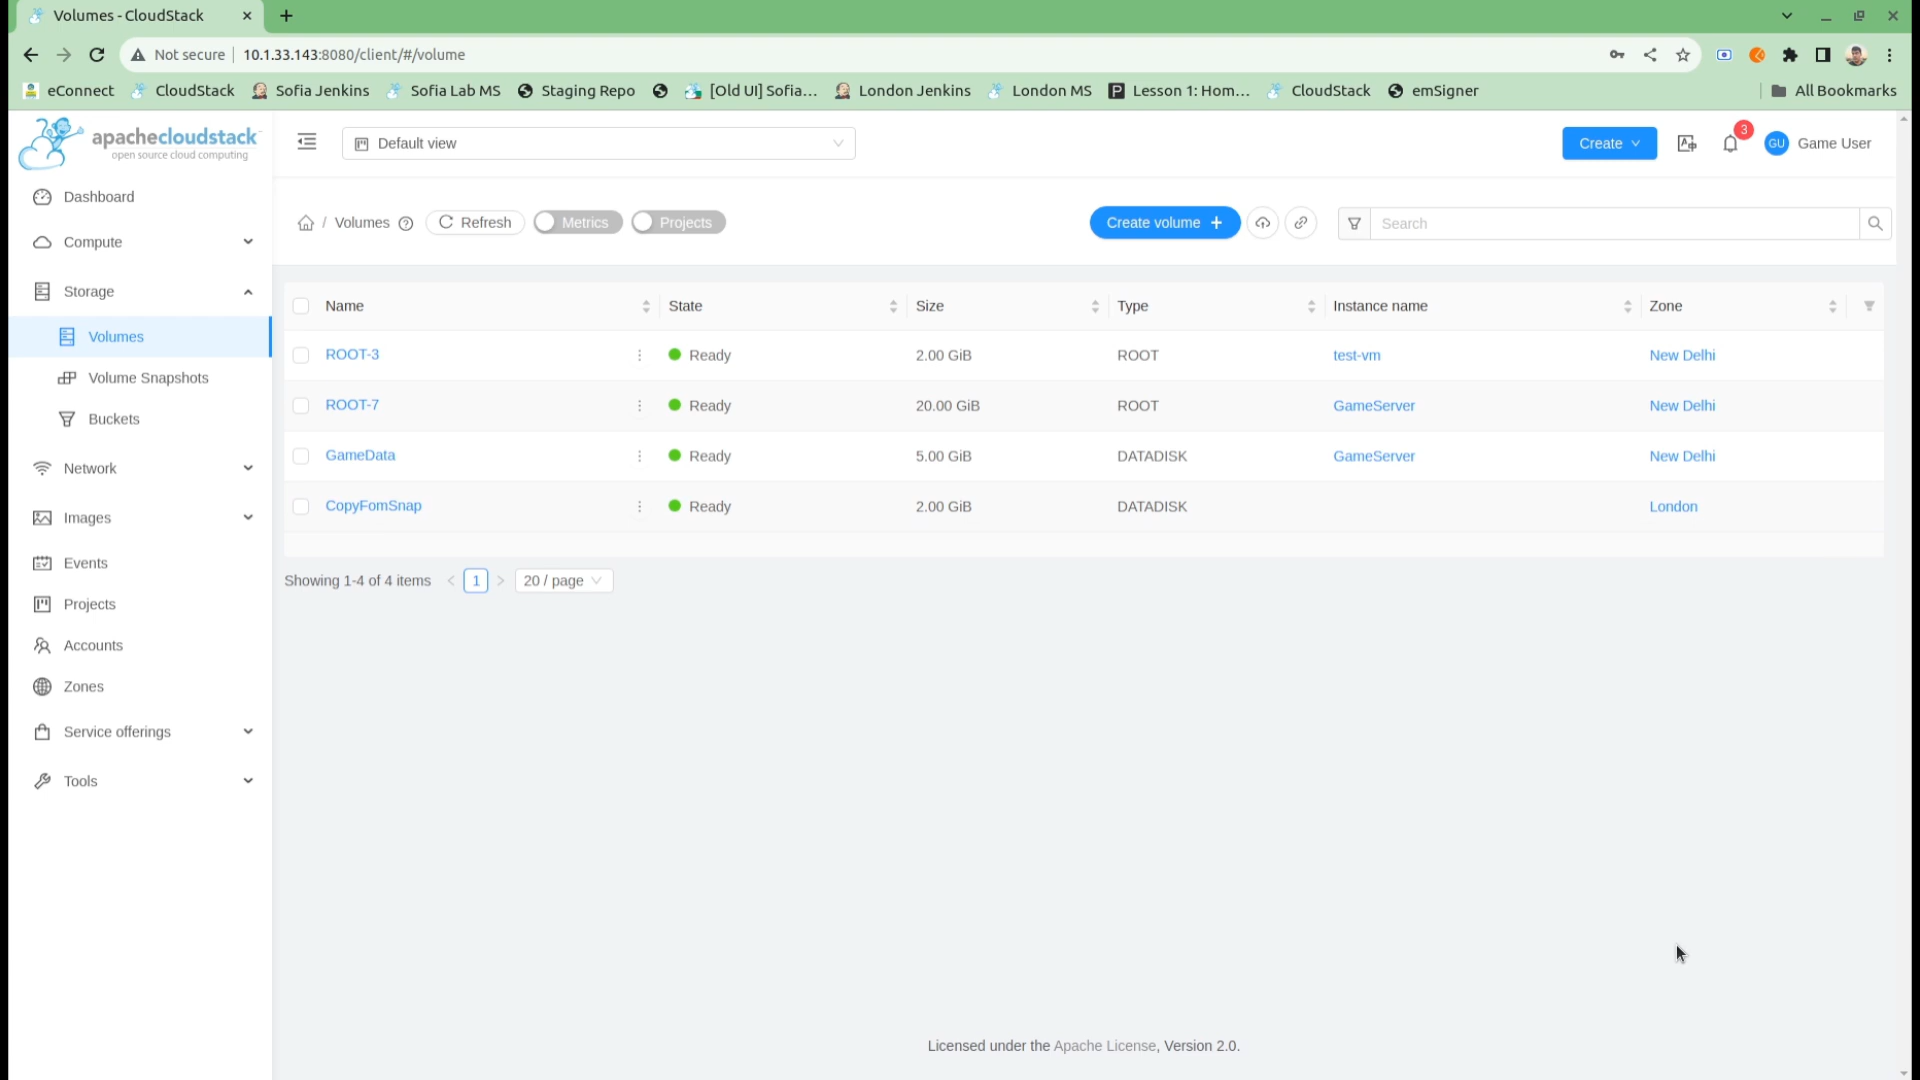 Volumes - CloudStack
Not secure 10.1.33.143:8080/client/#/volume
eConnect CloudStack Sofia Jenkins Sofia Lab MS Staging Repo [Old UI] Sofia... London Jenkins London MS P Lesson 1: Hom... CloudStack emSigner All Bookmarks
apachecloudstack
open source cloud computing
Default view
Create
3
GU
Game User
Dashboard
Compute
Storage
Volumes
Volume Snapshots
Buckets
Network
Images
Events
Projects
Accounts
Zones
Service offerings
Tools
/ Volumes Refresh Metrics Projects
Create volume +
Search
Name State Size Type Instance name Zone
ROOT-3 Ready 2.00 GiB ROOT test-vm New Delhi
ROOT-7 Ready 20.00 GiB ROOT GameServer New Delhi
GameData Ready 5.00 GiB DATADISK GameServer New Delhi
CopyFomSnap Ready 2.00 GiB DATADISK London
Showing 1-4 of 4 items < 1 > 20 / page
Licensed under the Apache License, Version 2.0.